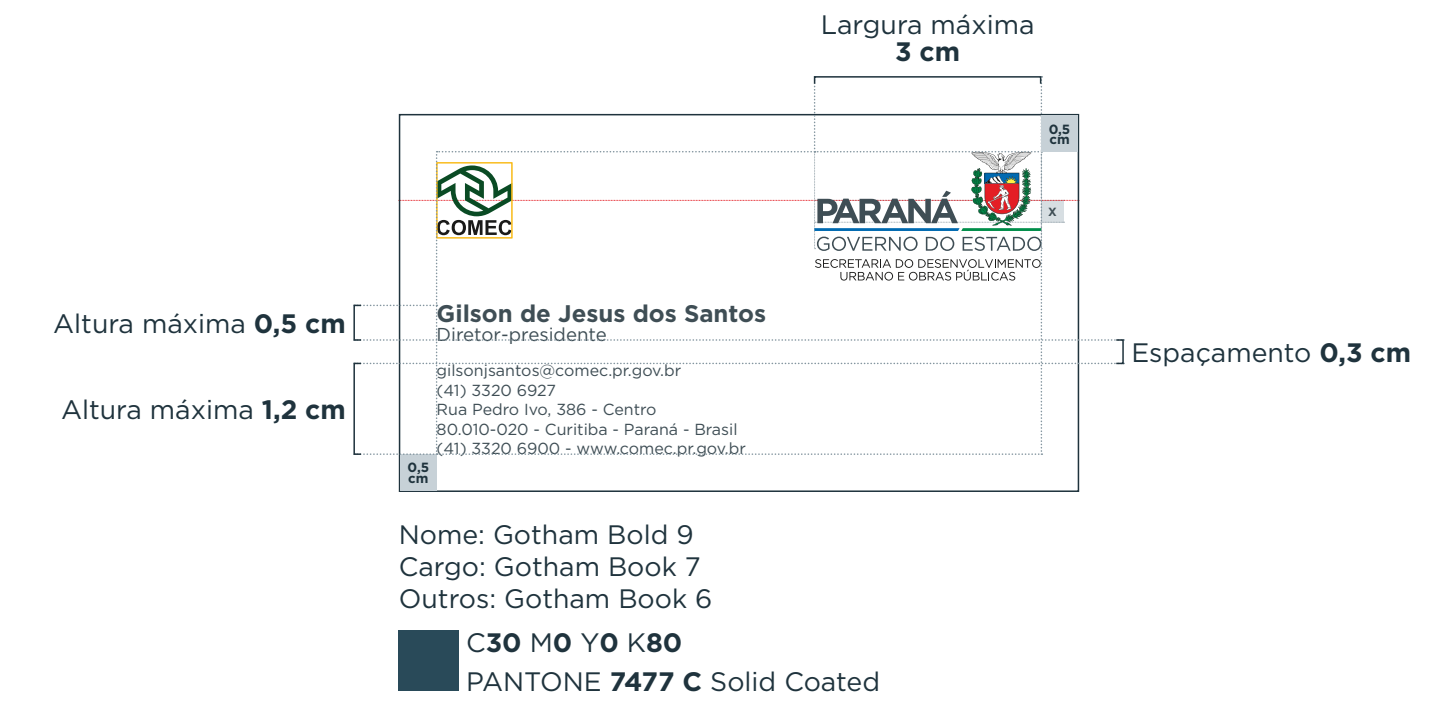 Largura máxima
3 cm
0,5
cm
COMEC
PARANÁ
x
GOVERNO DO ESTADO
SECRETARIA DO DESENVOLVIMENTO
URBANO E OBRAS PÚBLICAS
Altura máxima 0,5 cm
Gilson de Jesus dos Santos
Diretor-presidente
Espaçamento 0,3 cm
Altura máxima 1,2 cm
gilsonjsantos@comec.pr.gov.br
(41) 3320 6927
Rua Pedro Ivo, 386 - Centro
80.010-020 - Curitiba - Paraná - Brasil
(41) 3320 6900 - www.comec.pr.gov.br
0,5
cm
Nome: Gotham Bold 9
Cargo: Gotham Book 7
Outros: Gotham Book 6
C30 M0 Y0 K80
PANTONE 7477 C Solid Coated